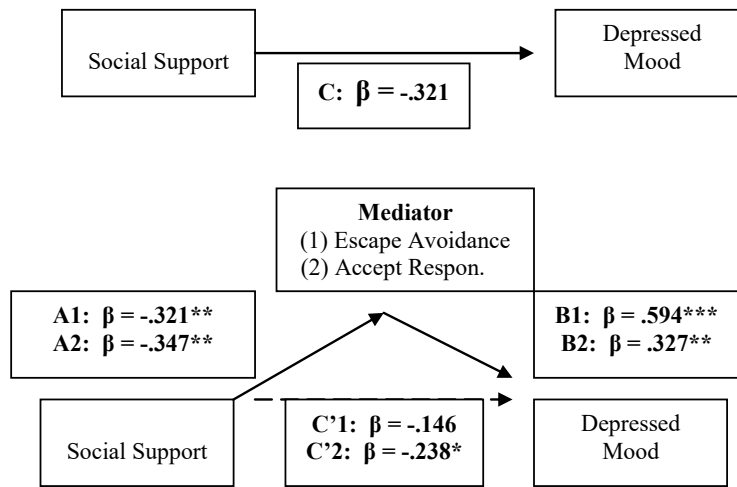 Social Support
Depressed
Mood
C: β = -.321
Mediator
(1) Escape Avoidance
(2) Accept Respon.
A1: β = -.321**
A2: β = -.347**
B1: β = .594***
B2: β = .327**
Social Support
C’1: β = -.146
C’2: β = -.238*
Depressed
Mood